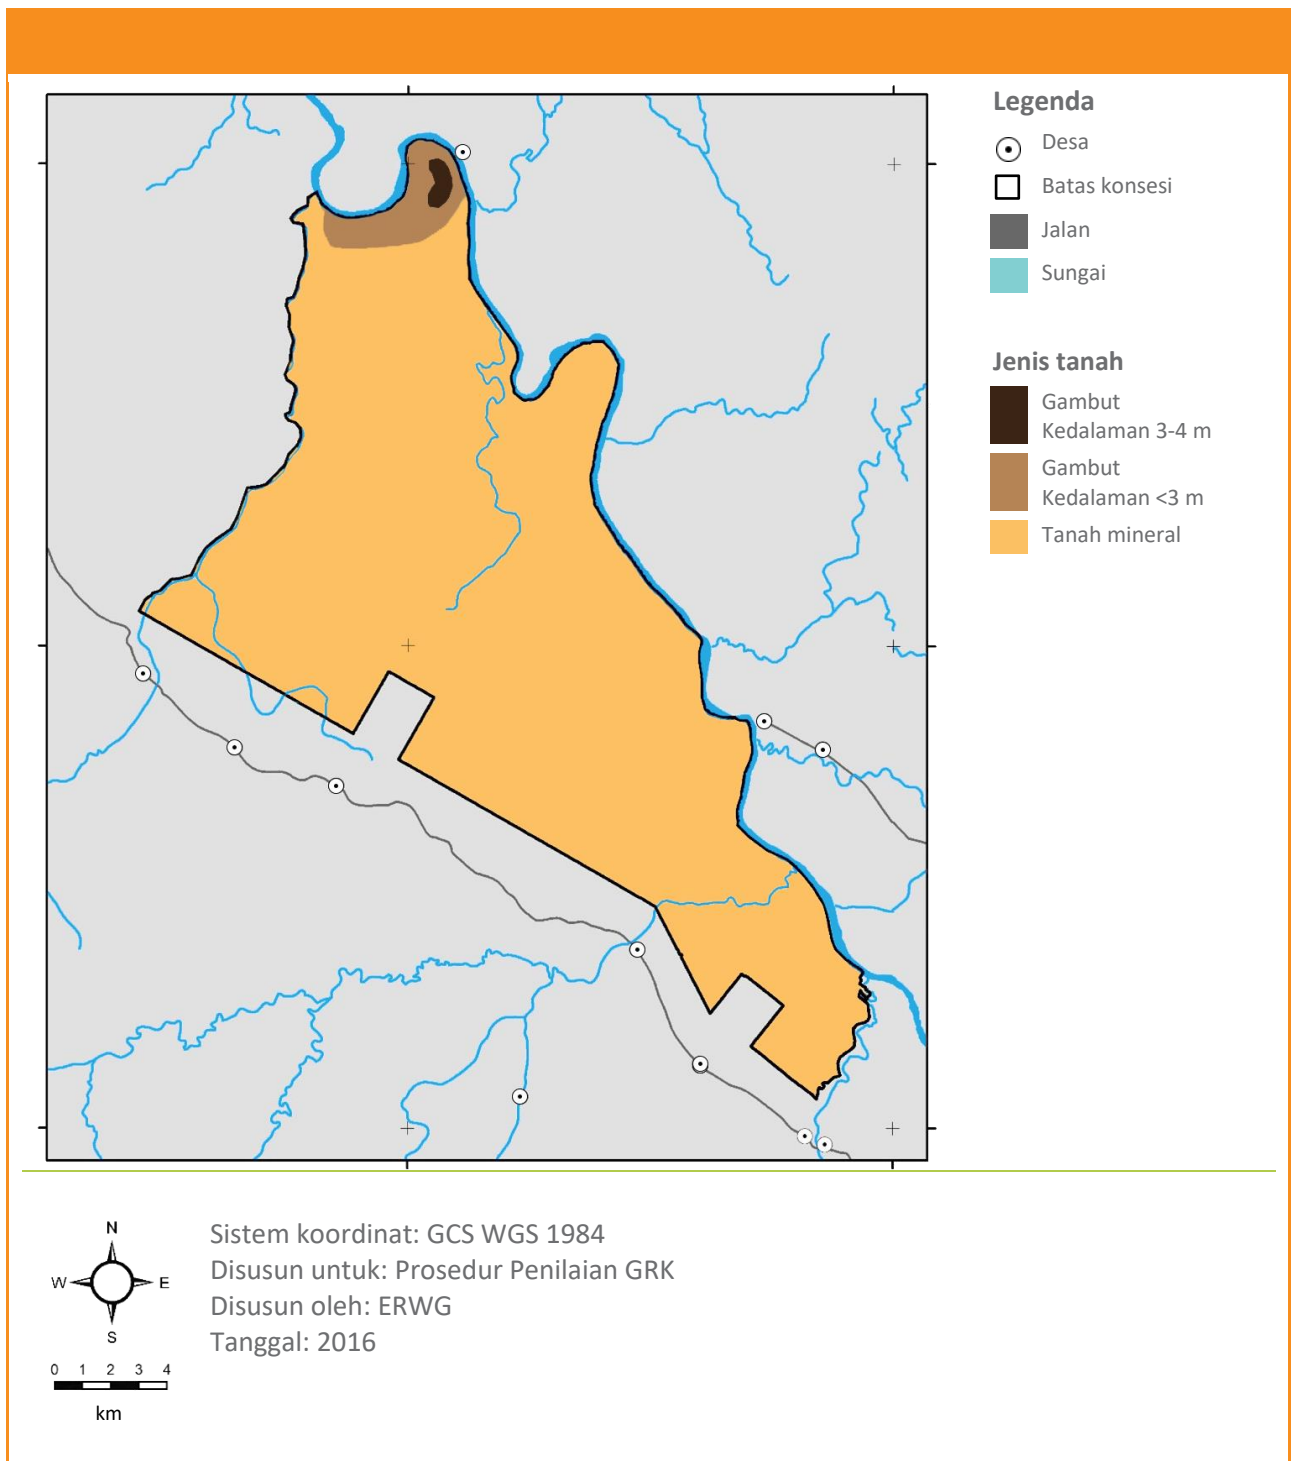 Legenda
Desa
Batas konsesi
Jalan
Sungai
Jenis tanah
Gambut
Kedalaman 3-4 m
Gambut
Kedalaman <3 m
Tanah mineral
N
W E
S
0 1 2 3 4
km
Sistem koordinat: GCS WGS 1984
Disusun untuk: Prosedur Penilaian GRK
Disusun oleh: ERWG
Tanggal: 2016